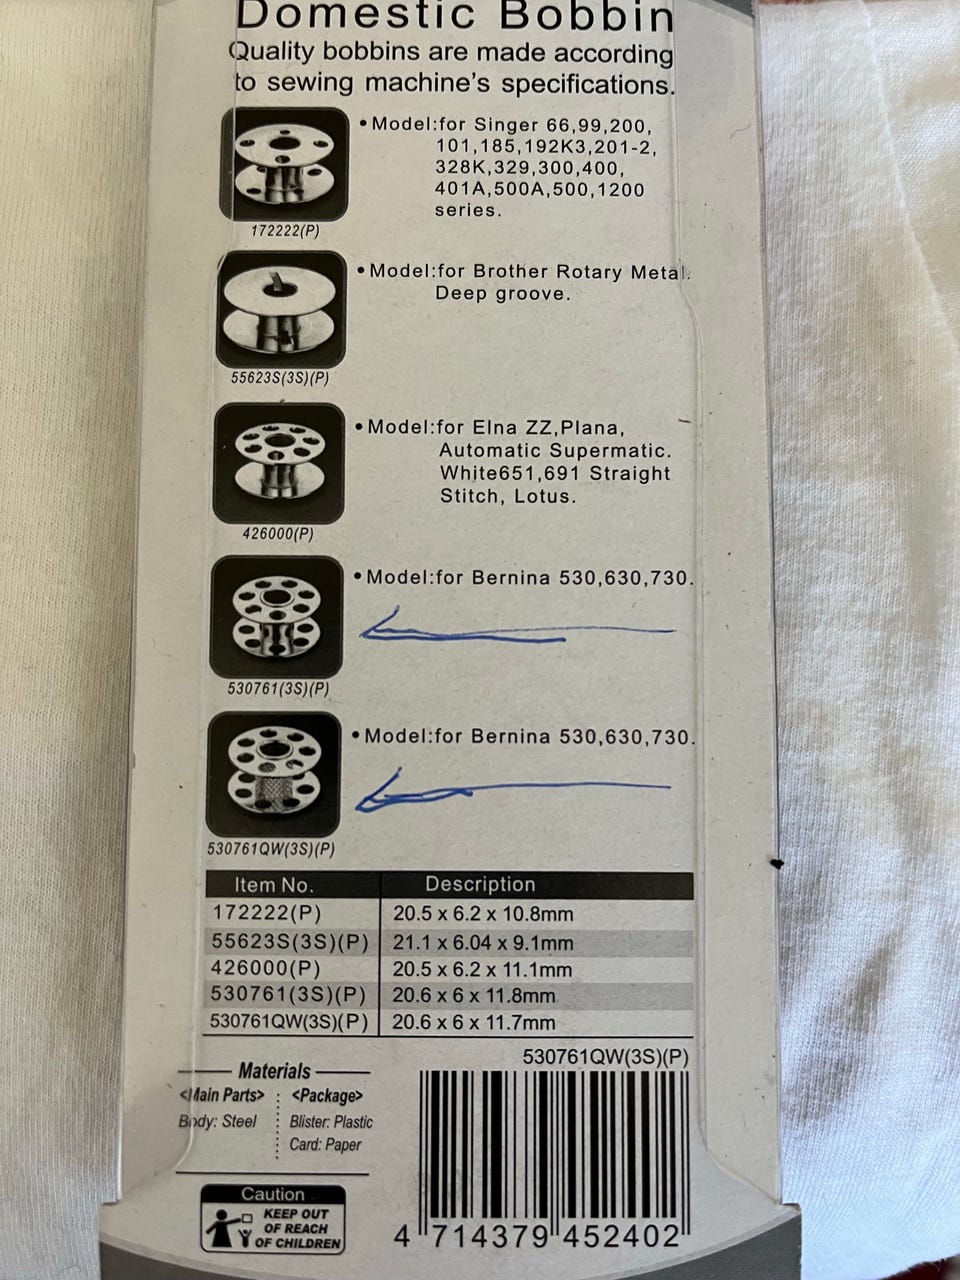 Domestic Bobbin
Quality bobbins are made according
to sewing machine's specifications.
•Model:for Singer 66,99,200,
101,185,192K3,201-2,
328K,329,300,400,
401A,500A,500,1200
series.
172222(P)
•Model:for Brother Rotary Metal.
Deep groove.
55623S(3S)(P)
•Model:for Elna ZZ,Plana,
Automatic Supermatic.
White651,691 Straight
Stitch, Lotus.
426000(P)
•Model:for Bernina 530,630,730.
530761(3S)(P)
•Model:for Bernina 530,630,730.
530761QW(3S)(P)
Item No. Description
172222(P) 20.5 x 6.2 x 10.8mm
55623S(3S)(P) 21.1 x 6.04 x 9.1mm
426000(P) 20.5 x 6.2 x 11.1mm
530761(3S)(P) 20.6 x 6 x 11.8mm
530761QW(3S)(P) 20.6 x 6 x 11.7mm
530761QW(3S)(P)
Materials
<Main Parts> : <Package>
Body: Steel Blister: Plastic
Card: Paper
Caution
KEEP OUT
OF REACH
OF CHILDREN
4 714379 452402